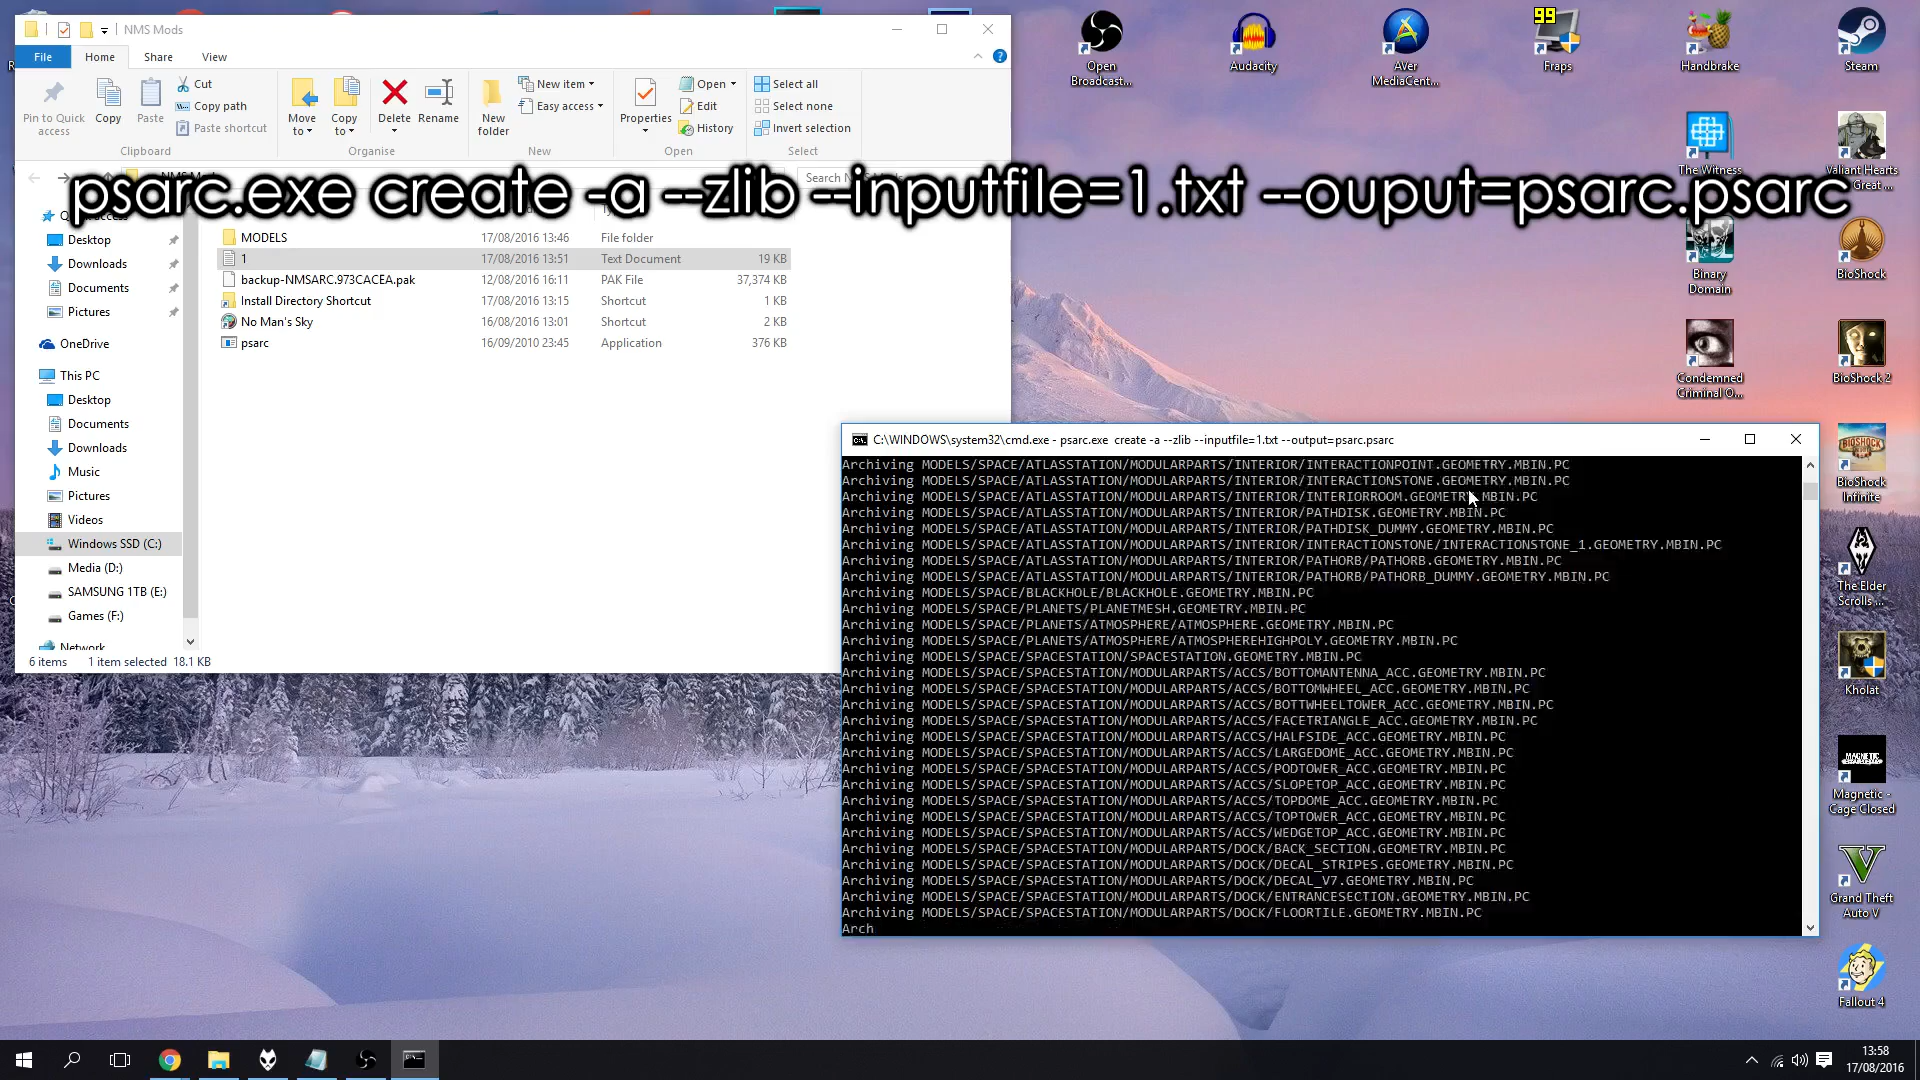 NMS Mods
File Home Share View
Pin to Quick access
Copy
Paste
Cut
Copy path
Paste shortcut
Clipboard
Move to
Copy to
Delete
Rename
Organise
New folder
New item
Easy access
New
Properties
Open
Edit
History
Open
Select all
Select none
Invert selection
Select
psarc.exe create -a --zlib --inputfile=1.txt --ouput=psarc.psarc
Desktop
Downloads
Documents
Pictures
OneDrive
This PC
Desktop
Documents
Downloads
Music
Pictures
Videos
Windows SSD (C:)
Media (D:)
SAMSUNG 1TB (E:)
Games (F:)
Network
MODELS 17/08/2016 13:46 File folder
1 17/08/2016 13:51 Text Document 19 KB
backup-NMSARC.973CACEA.pak 12/08/2016 16:11 PAK File 37,374 KB
Install Directory Shortcut 17/08/2016 13:15 Shortcut 1 KB
No Man's Sky 16/08/2016 13:01 Shortcut 2 KB
psarc 16/09/2010 23:45 Application 376 KB
6 items 1 item selected 18.1 KB
C:\WINDOWS\system32\cmd.exe - psarc.exe create -a --zlib --inputfile=1.txt --output=psarc.psarc
Archiving MODELS/SPACE/ATLASSTATION/MODULARPARTS/INTERIOR/INTERACTIONPOINT.GEOMETRY.MBIN.PC
Archiving MODELS/SPACE/ATLASSTATION/MODULARPARTS/INTERIOR/INTERACTIONSTONE.GEOMETRY.MBIN.PC
Archiving MODELS/SPACE/ATLASSTATION/MODULARPARTS/INTERIOR/INTERIORROOM.GEOMETRY.MBIN.PC
Archiving MODELS/SPACE/ATLASSTATION/MODULARPARTS/INTERIOR/PATHDISK.GEOMETRY.MBIN.PC
Archiving MODELS/SPACE/ATLASSTATION/MODULARPARTS/INTERIOR/PATHDISK_DUMMY.GEOMETRY.MBIN.PC
Archiving MODELS/SPACE/ATLASSTATION/MODULARPARTS/INTERIOR/INTERACTIONSTONE/INTERACTIONSTONE_1.GEOMETRY.MBIN.PC
Archiving MODELS/SPACE/ATLASSTATION/MODULARPARTS/INTERIOR/PATHORB/PATHORB.GEOMETRY.MBIN.PC
Archiving MODELS/SPACE/ATLASSTATION/MODULARPARTS/INTERIOR/PATHORB/PATHORB_DUMMY.GEOMETRY.MBIN.PC
Archiving MODELS/SPACE/BLACKHOLE/BLACKHOLE.GEOMETRY.MBIN.PC
Archiving MODELS/SPACE/PLANETS/PLANETMESH.GEOMETRY.MBIN.PC
Archiving MODELS/SPACE/PLANETS/ATMOSPHERE/ATMOSPHERE.GEOMETRY.MBIN.PC
Archiving MODELS/SPACE/PLANETS/ATMOSPHERE/ATMOSPHEREHIGHPOLY.GEOMETRY.MBIN.PC
Archiving MODELS/SPACE/SPACESTATION/SPACESTATION.GEOMETRY.MBIN.PC
Archiving MODELS/SPACE/SPACESTATION/MODULARPARTS/ACCS/BOTTOMANTENNA_ACC.GEOMETRY.MBIN.PC
Archiving MODELS/SPACE/SPACESTATION/MODULARPARTS/ACCS/BOTTOMWHEEL_ACC.GEOMETRY.MBIN.PC
Archiving MODELS/SPACE/SPACESTATION/MODULARPARTS/ACCS/BOTTWHEELTOWER_ACC.GEOMETRY.MBIN.PC
Archiving MODELS/SPACE/SPACESTATION/MODULARPARTS/ACCS/FACETRIANGLE_ACC.GEOMETRY.MBIN.PC
Archiving MODELS/SPACE/SPACESTATION/MODULARPARTS/ACCS/HALFSIDE_ACC.GEOMETRY.MBIN.PC
Archiving MODELS/SPACE/SPACESTATION/MODULARPARTS/ACCS/LARGEDOME_ACC.GEOMETRY.MBIN.PC
Archiving MODELS/SPACE/SPACESTATION/MODULARPARTS/ACCS/PODTOWER_ACC.GEOMETRY.MBIN.PC
Archiving MODELS/SPACE/SPACESTATION/MODULARPARTS/ACCS/SLOPETOP_ACC.GEOMETRY.MBIN.PC
Archiving MODELS/SPACE/SPACESTATION/MODULARPARTS/ACCS/TOPDOME_ACC.GEOMETRY.MBIN.PC
Archiving MODELS/SPACE/SPACESTATION/MODULARPARTS/ACCS/TOPTOWER_ACC.GEOMETRY.MBIN.PC
Archiving MODELS/SPACE/SPACESTATION/MODULARPARTS/ACCS/WEDGETOP_ACC.GEOMETRY.MBIN.PC
Archiving MODELS/SPACE/SPACESTATION/MODULARPARTS/DOCK/BACK_SECTION.GEOMETRY.MBIN.PC
Archiving MODELS/SPACE/SPACESTATION/MODULARPARTS/DOCK/DECAL_STRIPES.GEOMETRY.MBIN.PC
Archiving MODELS/SPACE/SPACESTATION/MODULARPARTS/DOCK/DECAL_V7.GEOMETRY.MBIN.PC
Archiving MODELS/SPACE/SPACESTATION/MODULARPARTS/DOCK/ENTRANCESECTION.GEOMETRY.MBIN.PC
Archiving MODELS/SPACE/SPACESTATION/MODULARPARTS/DOCK/FLOORTILE.GEOMETRY.MBIN.PC
Arch
Open Broadcast...
Audacity
AVer MediaCent...
99
Fraps
Handbrake
Steam
The Witness
Valiant Hearts Great ...
Binary Domain
BioShock
Condemned Criminal O...
BioShock 2
BIOSHOCK INFINITE
BioShock Infinite
The Elder Scrolls ...
Kholat
MAGNETIC
Magnetic - Cage Closed
Grand Theft Auto V
Fallout 4
13:58
17/08/2016